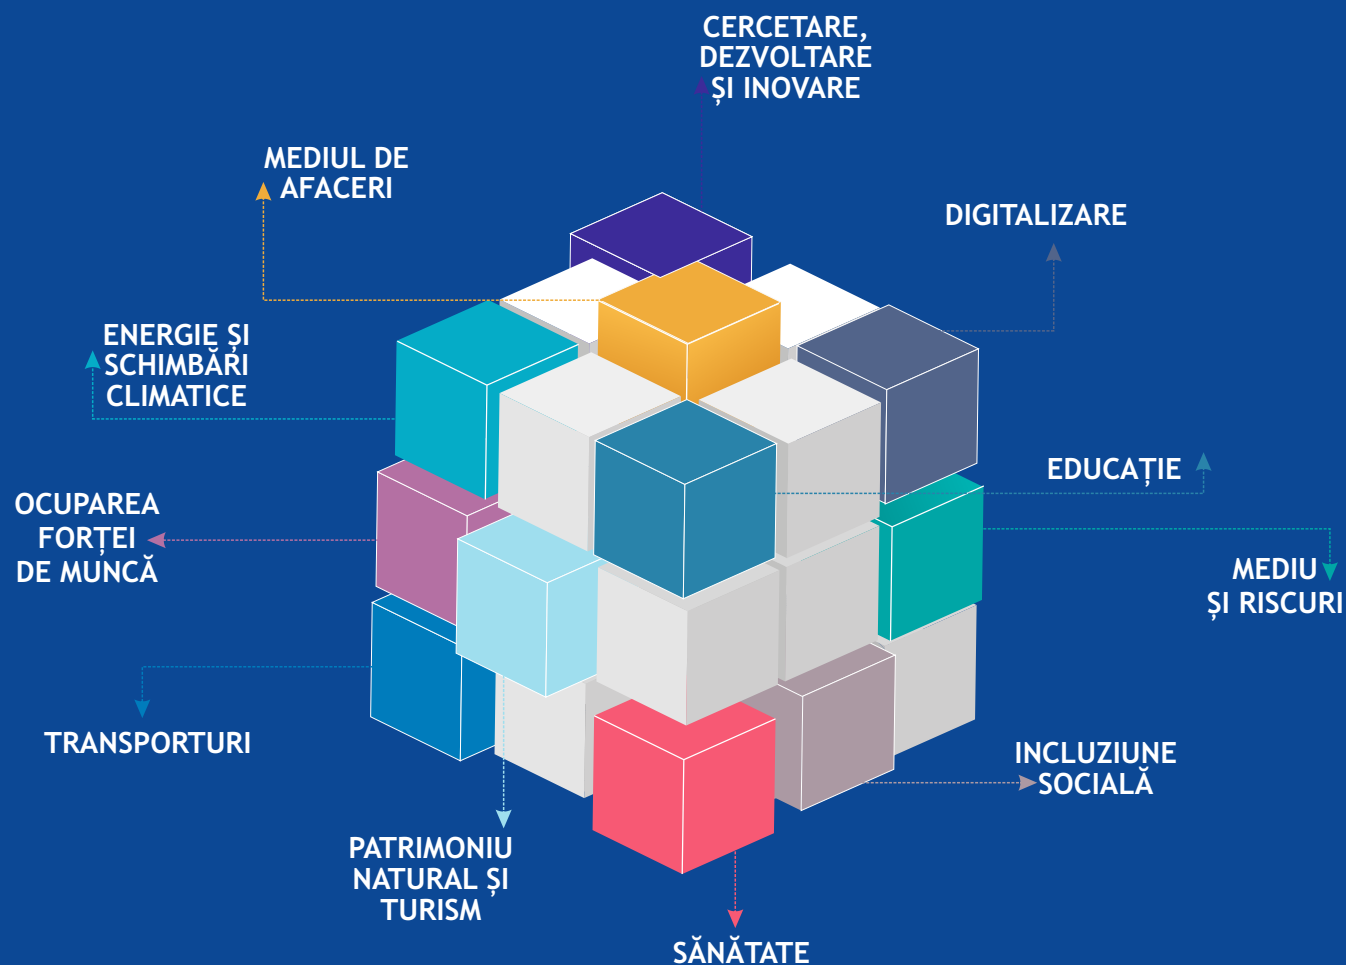 CERCETARE,
DEZVOLTARE
ȘI INOVARE
MEDIUL DE
AFACERI
DIGITALIZARE
ENERGIE ȘI
SCHIMBĂRI
CLIMATICE
EDUCAȚIE
OCUPAREA
FORȚEI
DE MUNCĂ
MEDIU
ȘI RISCURI
TRANSPORTURI
INCLUZIUNE
SOCIALĂ
PATRIMONIU
NATURAL ȘI
TURISM
SĂNĂTATE